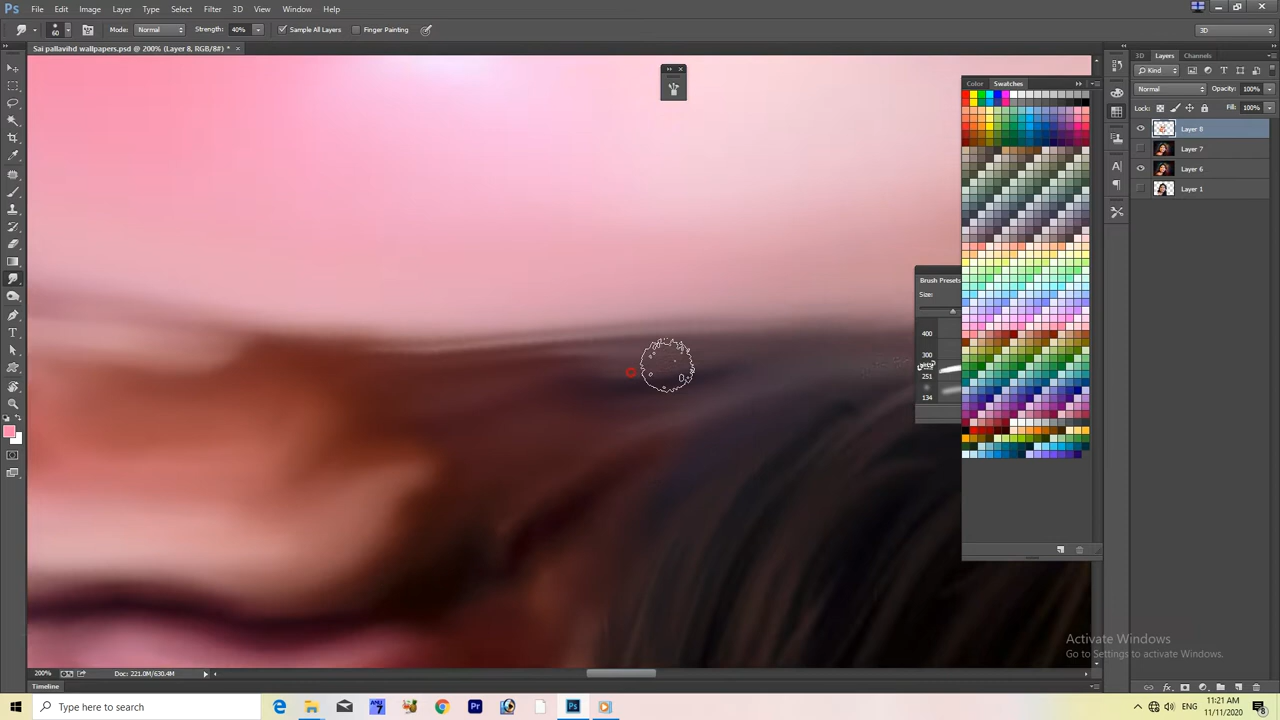 Ps File Edit Image Layer Type Select Filter 3D View Window Help
60 Mode: Normal Strength: 40% Sample All Layers Finger Painting 3D
Sai pallavihd wallpapers.psd @ 200% (Layer 8, RGB/8#) * ×
Color Swatches
3D Layers Channels
Kind
Normal Opacity: 100%
Lock: Fill: 100%
Layer 8
Layer 7
Layer 6
Layer 1
Brush Presets
Size:
400
300
251
134
Activate Windows
Go to Settings to activate Windows.
200% Doc: 221.0M/630.4M
Timeline
Type here to search
ENG
11:21 AM
11/11/2020